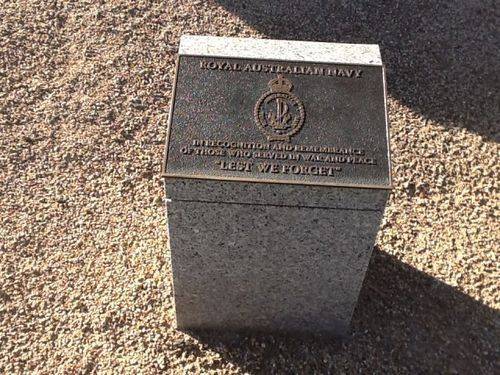 ROYAL AUSTRALIAN NAVY
IN RECOGNITION AND REMEMBRANCE
OF THOSE WHO SERVED IN WAR AND PEACE
"LEST WE FORGET"